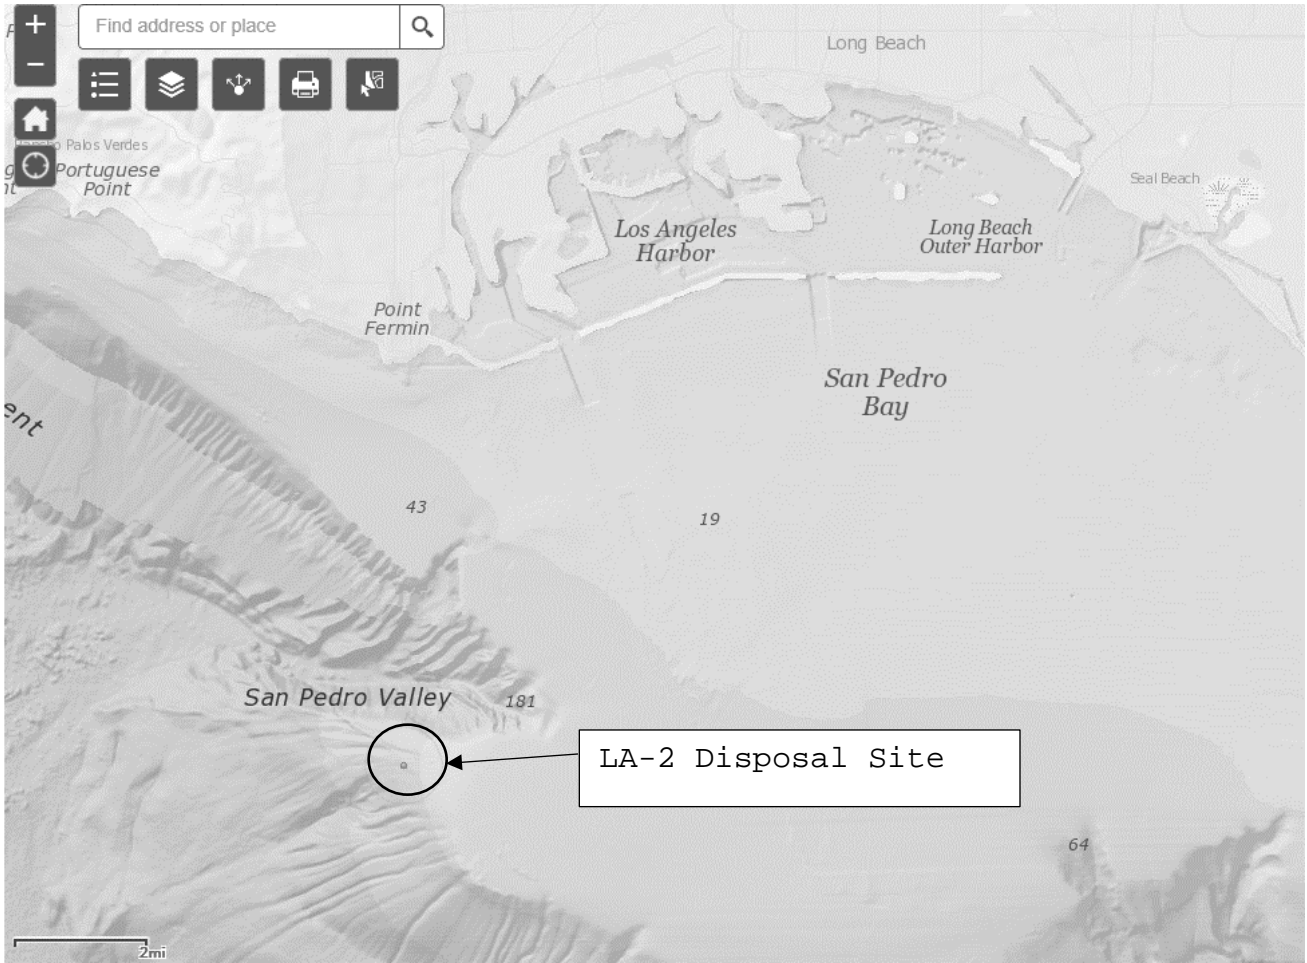 Find address or place
Long Beach
Palos Verdes
Portuguese
Point
Seal Beach
Los Angeles
Harbor
Long Beach
Outer Harbor
Point
Fermin
San Pedro
Bay
ent
43
19
San Pedro Valley
181
LA-2 Disposal Site
64
2mi